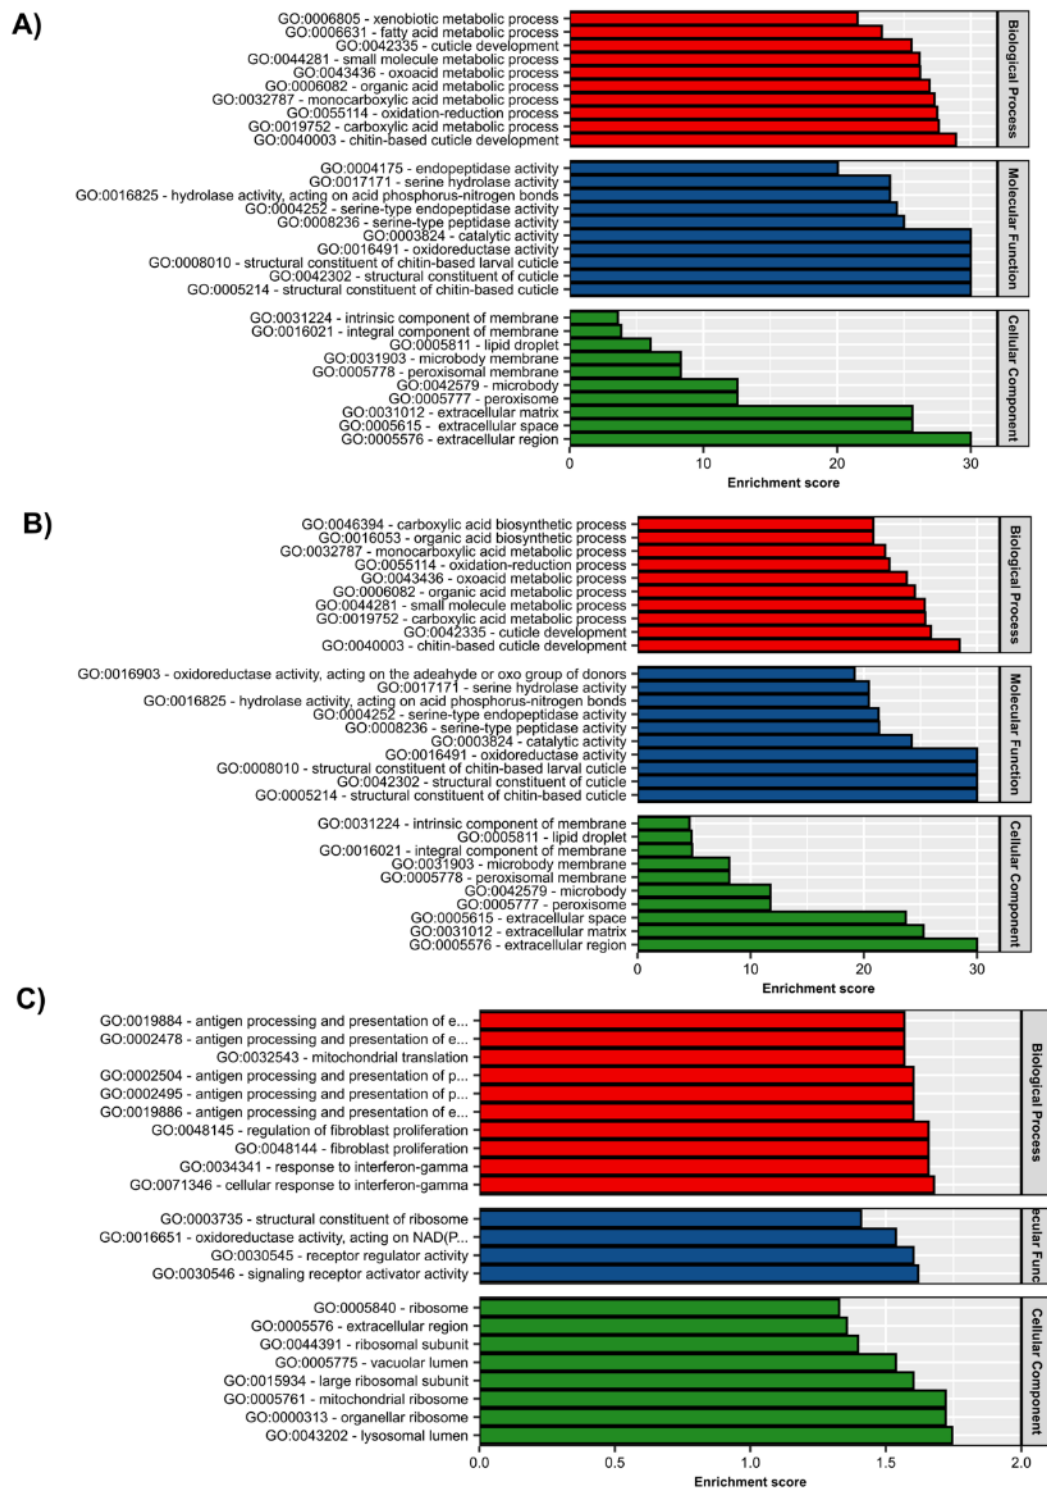 A)
GO:0006805 - xenobiotic metabolic process
GO:0006631 - fatty acid metabolic process
GO:0042335 - cuticle development
GO:0044281 - small molecule metabolic process
GO:0043436 - oxoacid metabolic process
GO:0006082 - organic acid metabolic process
GO:0032787 - monocarboxylic acid metabolic process
GO:0055114 - oxidation-reduction process
GO:0019752 - carboxylic acid metabolic process
GO:0040003 - chitin-based cuticle development
Biological Process
GO:0004175 - endopeptidase activity
GO:0017171 - serine hydrolase activity
GO:0016825 - hydrolase activity, acting on acid phosphorus-nitrogen bonds
GO:0004252 - serine-type endopeptidase activity
GO:0008236 - serine-type peptidase activity
GO:0003824 - catalytic activity
GO:0016491 - oxidoreductase activity
GO:0008010 - structural constituent of chitin-based larval cuticle
GO:0042302 - structural constituent of cuticle
GO:0005214 - structural constituent of chitin-based cuticle
Molecular Function
GO:0031224 - intrinsic component of membrane
GO:0016021 - integral component of membrane
GO:0005811 - lipid droplet
GO:0031903 - microbody membrane
GO:0005778 - peroxisomal membrane
GO:0042579 - microbody
GO:0005777 - peroxisome
GO:0031012 - extracellular matrix
GO:0005615 - extracellular space
GO:0005576 - extracellular region
Cellular Component
0 10 20 30
Enrichment score
B)
GO:0046394 - carboxylic acid biosynthetic process
GO:0016053 - organic acid biosynthetic process
GO:0032787 - monocarboxylic acid metabolic process
GO:0055114 - oxidation-reduction process
GO:0043436 - oxoacid metabolic process
GO:0006082 - organic acid metabolic process
GO:0044281 - small molecule metabolic process
GO:0019752 - carboxylic acid metabolic process
GO:0042335 - cuticle development
GO:0040003 - chitin-based cuticle development
Biological Process
GO:0016903 - oxidoreductase activity, acting on the adeahyde or oxo group of donors
GO:0017171 - serine hydrolase activity
GO:0016825 - hydrolase activity, acting on acid phosphorus-nitrogen bonds
GO:0004252 - serine-type endopeptidase activity
GO:0008236 - serine-type peptidase activity
GO:0003824 - catalytic activity
GO:0016491 - oxidoreductase activity
GO:0008010 - structural constituent of chitin-based larval cuticle
GO:0042302 - structural constituent of cuticle
GO:0005214 - structural constituent of chitin-based cuticle
Molecular Function
GO:0031224 - intrinsic component of membrane
GO:0005811 - lipid droplet
GO:0016021 - integral component of membrane
GO:0031903 - microbody membrane
GO:0005778 - peroxisomal membrane
GO:0042579 - microbody
GO:0005777 - peroxisome
GO:0005615 - extracellular space
GO:0031012 - extracellular matrix
GO:0005576 - extracellular region
Cellular Component
0 10 20 30
Enrichment score
C)
GO:0019884 - antigen processing and presentation of e...
GO:0002478 - antigen processing and presentation of e...
GO:0032543 - mitochondrial translation
GO:0002504 - antigen processing and presentation of p...
GO:0002495 - antigen processing and presentation of p...
GO:0019886 - antigen processing and presentation of e...
GO:0048145 - regulation of fibroblast proliferation
GO:0048144 - fibroblast proliferation
GO:0034341 - response to interferon-gamma
GO:0071346 - cellular response to interferon-gamma
Biological Process
GO:0003735 - structural constituent of ribosome
GO:0016651 - oxidoreductase activity, acting on NAD(P...
GO:0030545 - receptor regulator activity
GO:0030546 - signaling receptor activator activity
ecular Func
GO:0005840 - ribosome
GO:0005576 - extracellular region
GO:0044391 - ribosomal subunit
GO:0005775 - vacuolar lumen
GO:0015934 - large ribosomal subunit
GO:0005761 - mitochondrial ribosome
GO:0000313 - organellar ribosome
GO:0043202 - lysosomal lumen
Cellular Component
0.0 0.5 1.0 1.5 2.0
Enrichment score